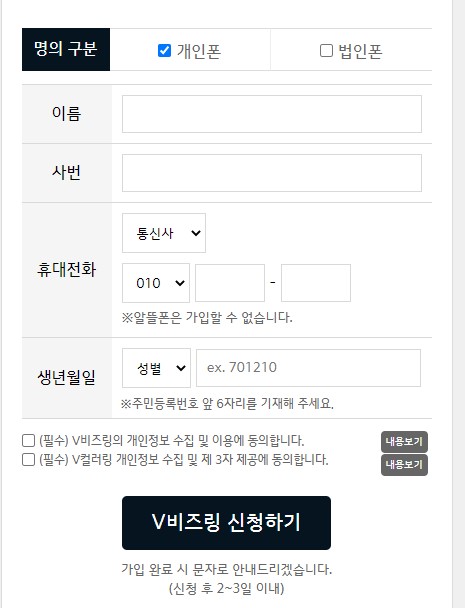 명의 구분 개인폰 법인폰
이름
사번
통신사
휴대전화
010 -
※알뜰폰은 가입할 수 없습니다.
생년월일 성별 ex. 701210
※주민등록번호 앞 6자리를 기재해 주세요.
(필수) V비즈링의 개인정보 수집 및 이용에 동의합니다. 내용보기
(필수) V컬러링 개인정보 수집 및 제 3자 제공에 동의합니다. 내용보기
V비즈링 신청하기
가입 완료 시 문자로 안내드리겠습니다.
(신청 후 2~3일 이내)